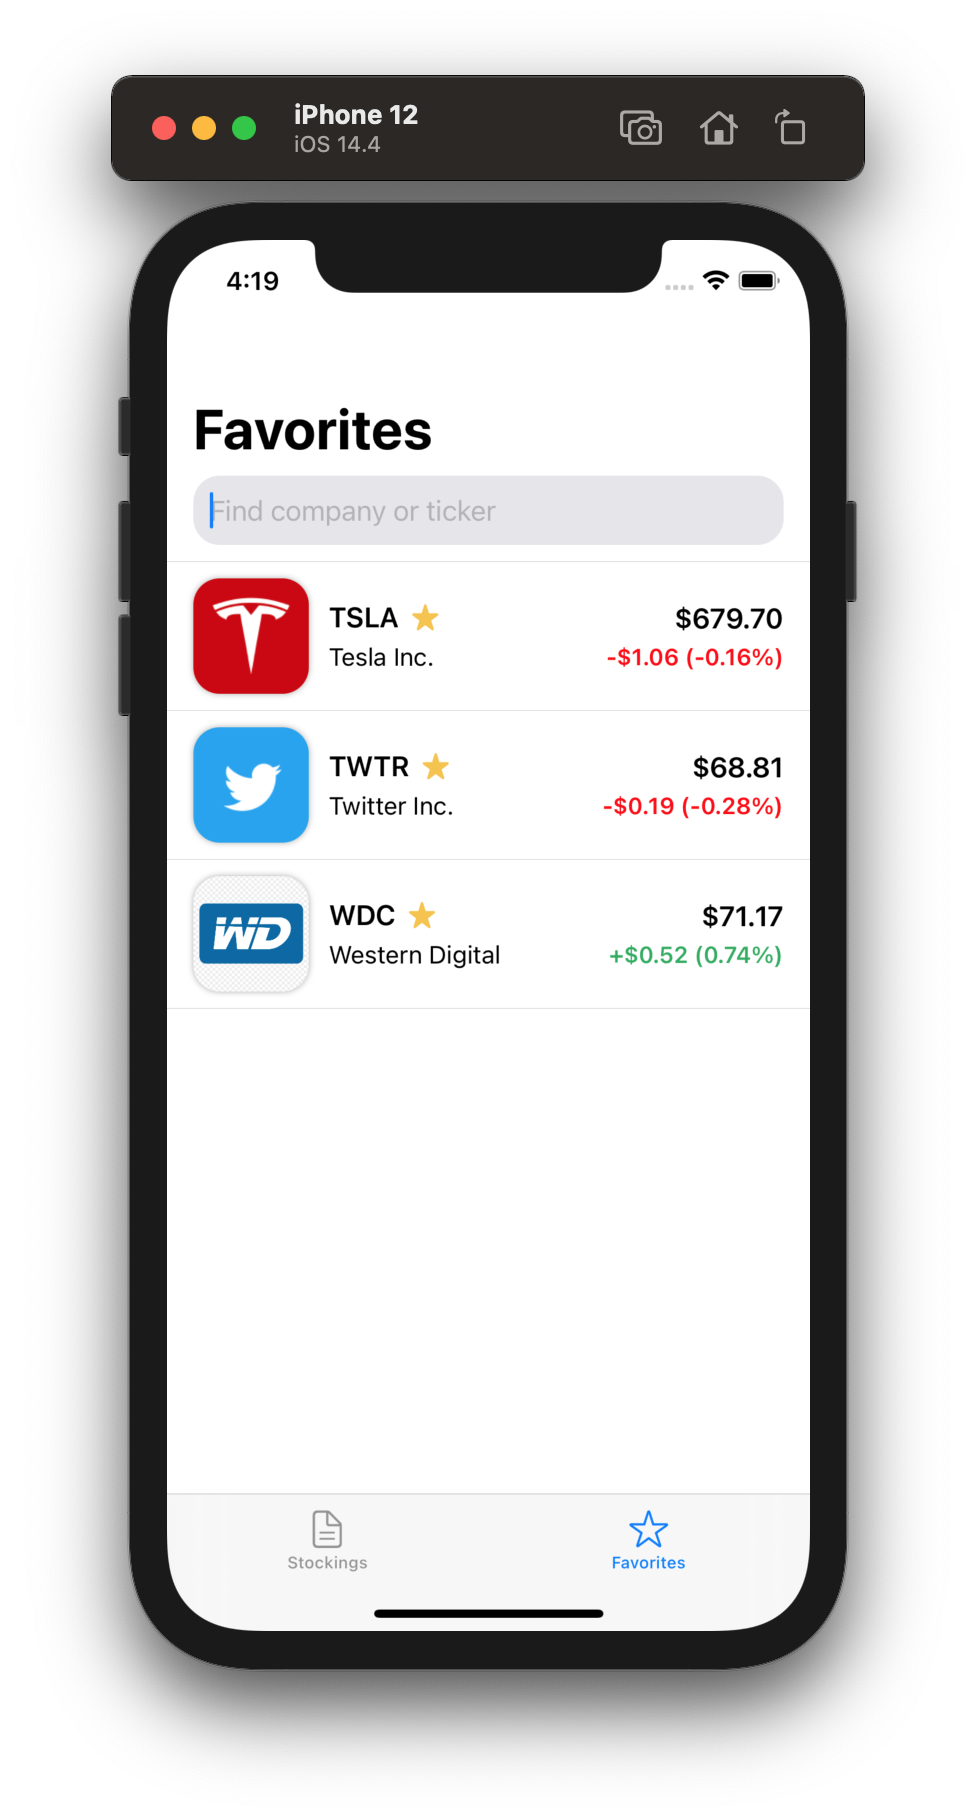 iPhone 12
iOS 14.4
4:19
Favorites
Find company or ticker
TSLA
$679.70
Tesla Inc.
-$1.06 (-0.16%)
TWTR
$68.81
Twitter Inc.
-$0.19 (-0.28%)
WD
WDC
$71.17
Western Digital
+$0.52 (0.74%)
Stockings
Favorites